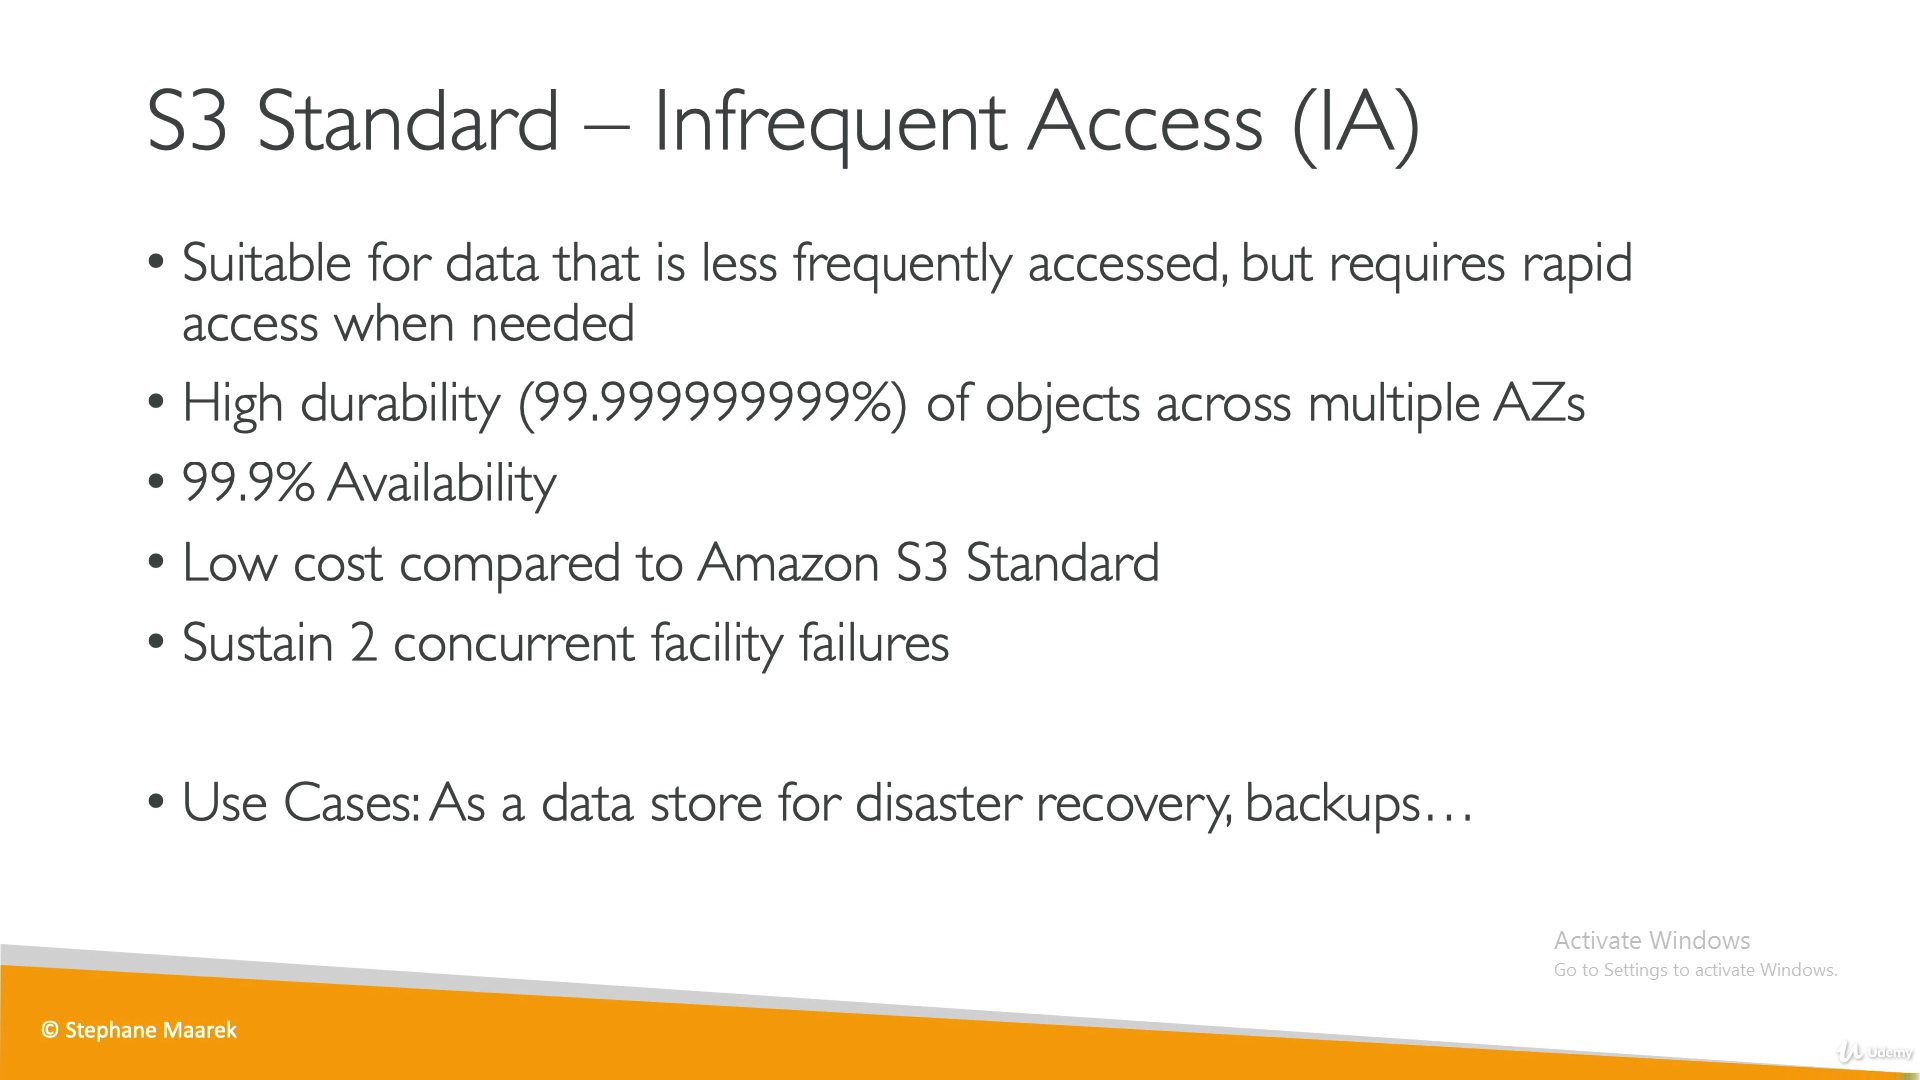 S3 Standard – Infrequent Access (IA)
• Suitable for data that is less frequently accessed, but requires rapid
access when needed
• High durability (99.999999999%) of objects across multiple AZs
• 99.9% Availability
• Low cost compared to Amazon S3 Standard
• Sustain 2 concurrent facility failures
• Use Cases: As a data store for disaster recovery, backups…
Activate Windows
Go to Settings to activate Windows.
© Stephane Maarek
Udemy